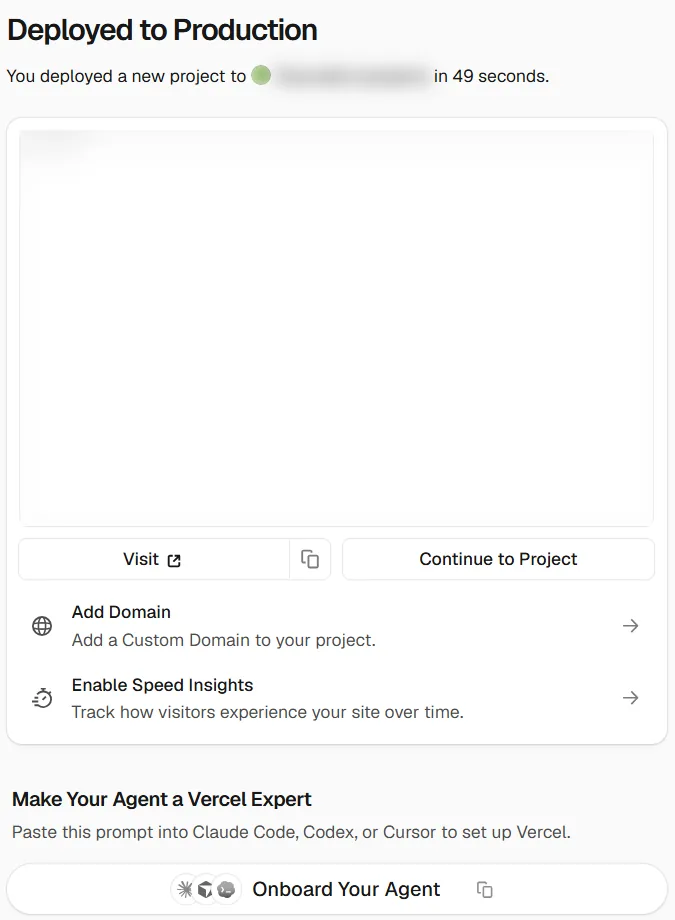 Deployed to Production
You deployed a new project to in 49 seconds.
Visit
Continue to Project
Add Domain
Add a Custom Domain to your project.
Enable Speed Insights
Track how visitors experience your site over time.
Make Your Agent a Vercel Expert
Paste this prompt into Claude Code, Codex, or Cursor to set up Vercel.
Onboard Your Agent